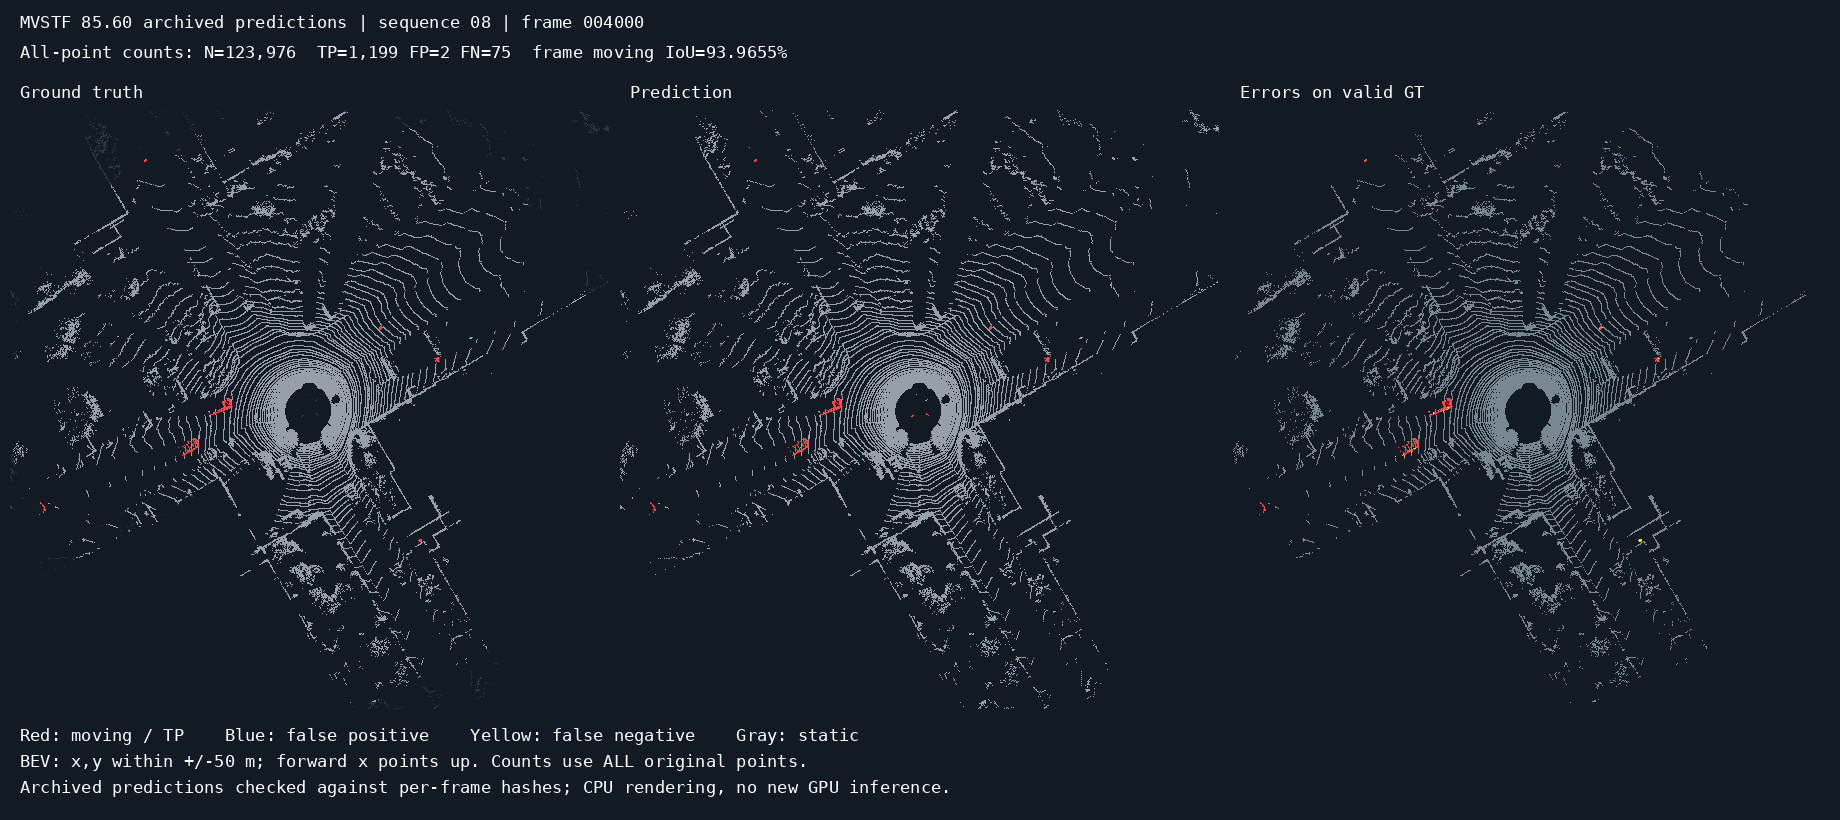 MVSTF 85.60 archived predictions | sequence 08 | frame 004000
All-point counts: N=123,976  TP=1,199 FP=2 FN=75  frame moving IoU=93.9655%
Ground truth
Prediction
Errors on valid GT
Red: moving / TP    Blue: false positive    Yellow: false negative    Gray: static
BEV: x,y within +/-50 m; forward x points up. Counts use ALL original points.
Archived predictions checked against per-frame hashes; CPU rendering, no new GPU inference.